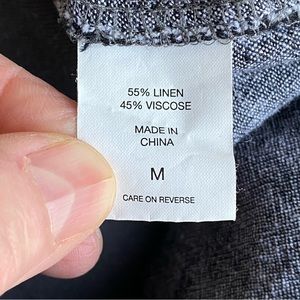 55% LINEN
45% VISCOSE
MADE IN
CHINA
M
CARE ON REVERSE